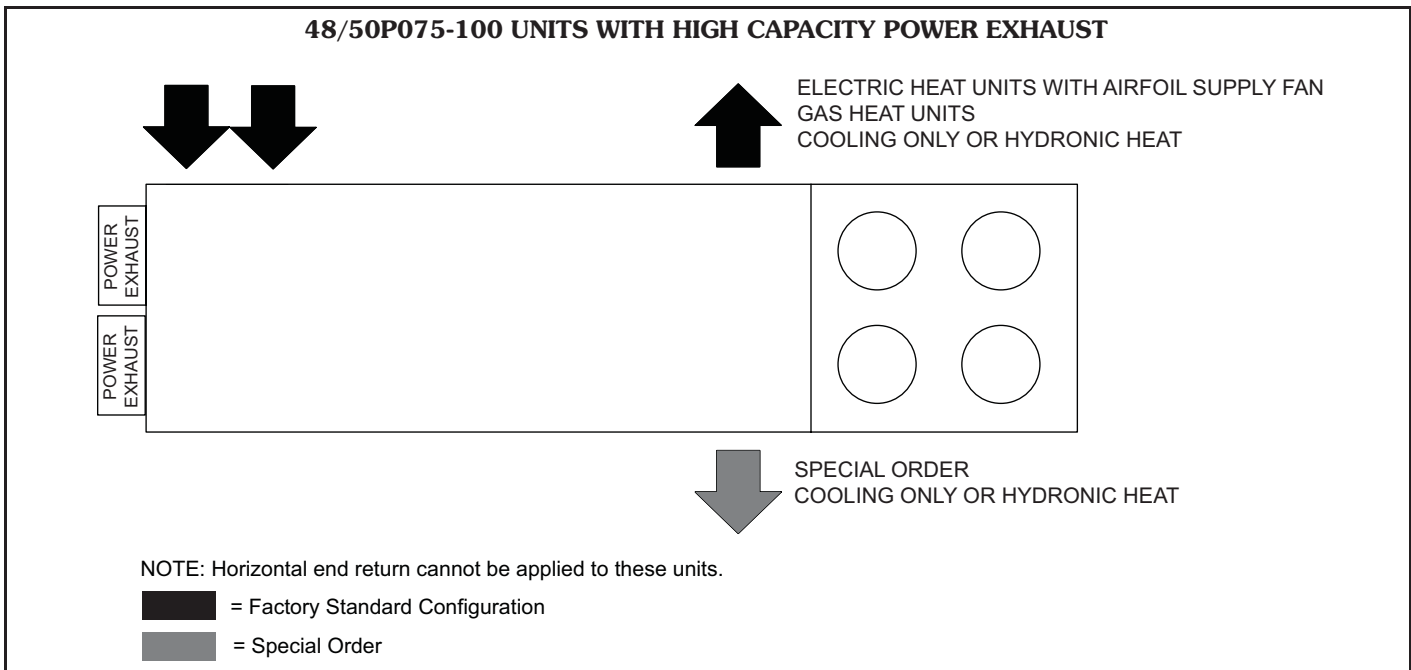 48/50P075-100 UNITS WITH HIGH CAPACITY POWER EXHAUST
ELECTRIC HEAT UNITS WITH AIRFOIL SUPPLY FAN
GAS HEAT UNITS
COOLING ONLY OR HYDRONIC HEAT
POWER
EXHAUST
POWER
EXHAUST
SPECIAL ORDER
COOLING ONLY OR HYDRONIC HEAT
NOTE: Horizontal end return cannot be applied to these units.
= Factory Standard Configuration
= Special Order